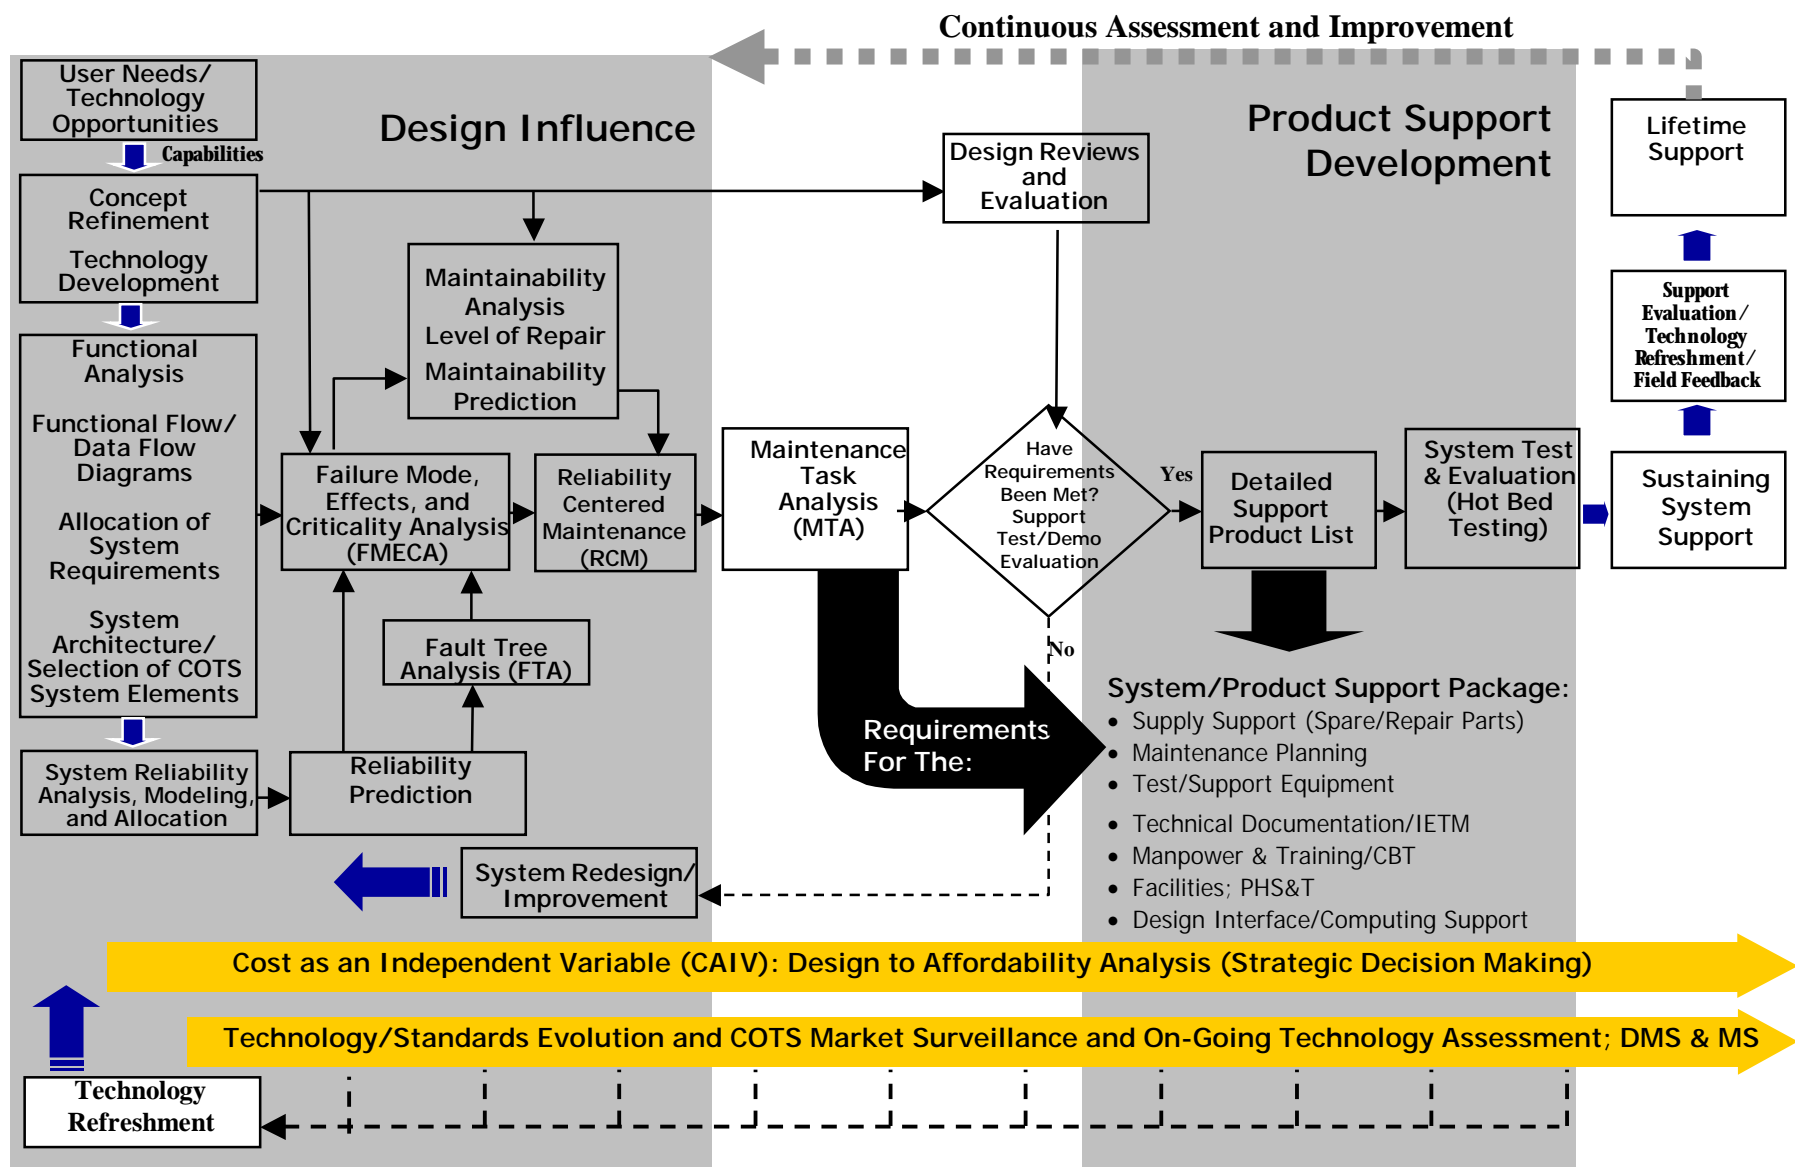 Continuous Assessment and Improvement
User Needs/
Technology
Opportunities
Capabilities
Design Influence
Product Support
Development
Concept
Refinement
Technology
Development
Design Reviews
and
Evaluation
Lifetime
Support
Maintainability
Analysis
Level of Repair
Maintainability
Prediction
Support
Evaluation/
Technology
Refreshment/
Field Feedback
Functional
Analysis
Functional Flow/
Data Flow
Diagrams
Allocation of
System
Requirements
System
Architecture/
Selection of COTS
System Elements
Failure Mode,
Effects, and
Criticality Analysis
(FMECA)
Reliability
Centered
Maintenance
(RCM)
Maintenance
Task
Analysis
(MTA)
Have
Requirements
Been Met?
Support
Test/Demo
Evaluation
Yes
Detailed
Support
Product List
System Test
& Evaluation
(Hot Bed
Testing)
Sustaining
System
Support
No
Fault Tree
Analysis (FTA)
System Reliability
Analysis, Modeling,
and Allocation
Reliability
Prediction
Requirements
For The:
System/Product Support Package:
• Supply Support (Spare/Repair Parts)
• Maintenance Planning
• Test/Support Equipment
• Technical Documentation/IETM
• Manpower & Training/CBT
• Facilities; PHS&T
• Design Interface/Computing Support
System Redesign/
Improvement
Cost as an Independent Variable (CAIV): Design to Affordability Analysis (Strategic Decision Making)
Technology/Standards Evolution and COTS Market Surveillance and On-Going Technology Assessment; DMS & MS
Technology
Refreshment